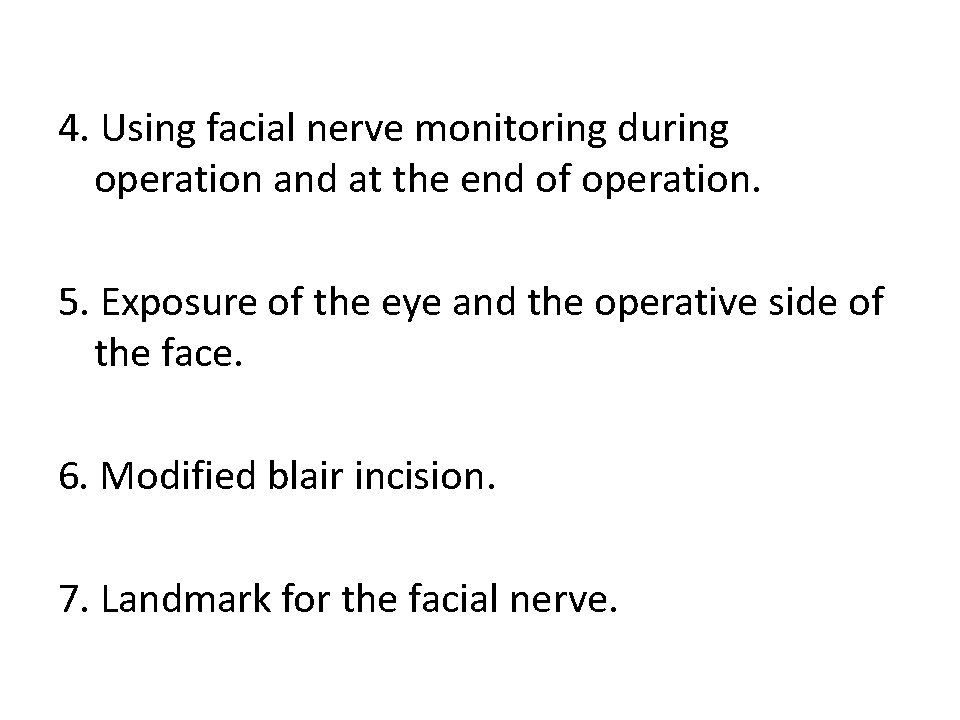 4. Using facial nerve monitoring during
operation and at the end of operation.
5. Exposure of the eye and the operative side of
the face.
6. Modified blair incision.
7. Landmark for the facial nerve.